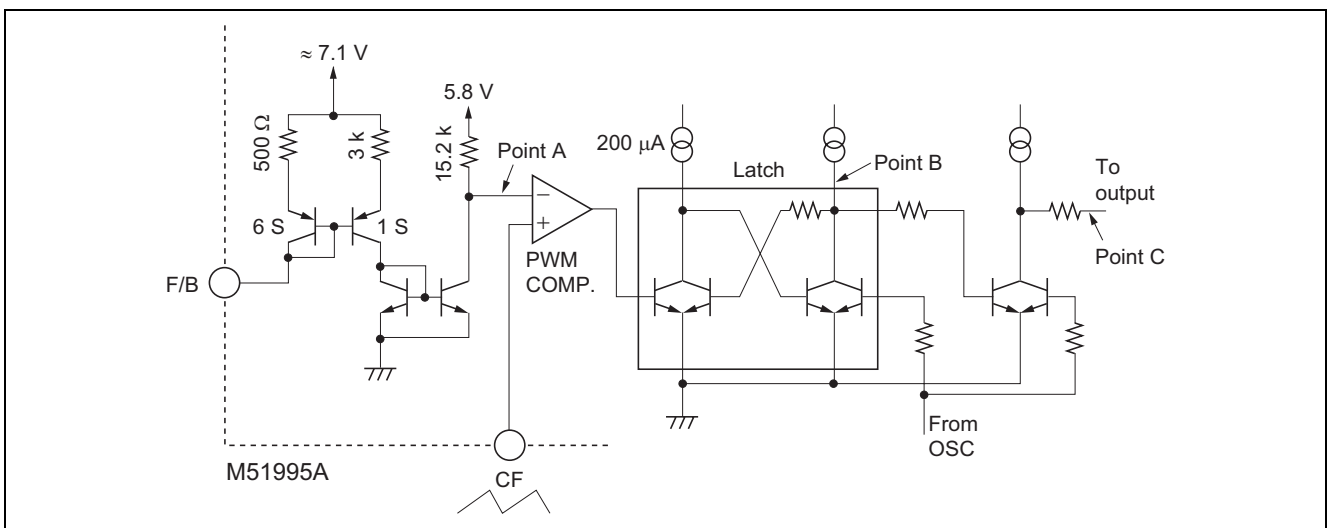 ≈ 7.1 V
5.8 V
500 Ω
3 k
15.2 k
Point A
200 μA
Latch
Point B
To
output
6 S
1 S
−
+
PWM
COMP.
Point C
F/B
From
OSC
M51995A
CF